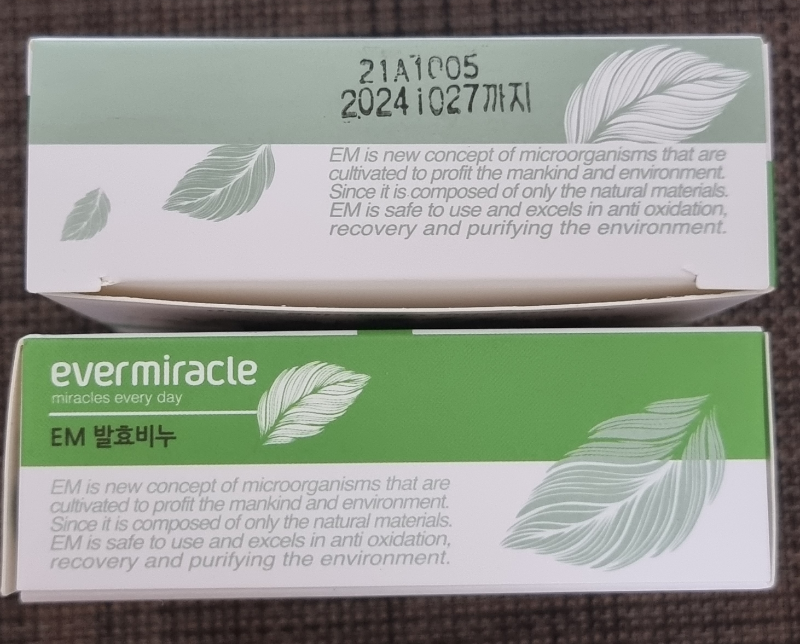 21A1005
20241027까지
EM is new concept of microorganisms that are
cultivated to profit the mankind and environment.
Since it is composed of only the natural materials.
EM is safe to use and excels in anti oxidation,
recovery and purifying the environment.
evermiracle
miracles every day
EM 발효비누
EM is new concept of microorganisms that are
cultivated to profit the mankind and environment.
Since it is composed of only the natural materials.
EM is safe to use and excels in anti oxidation,
recovery and purifying the environment.